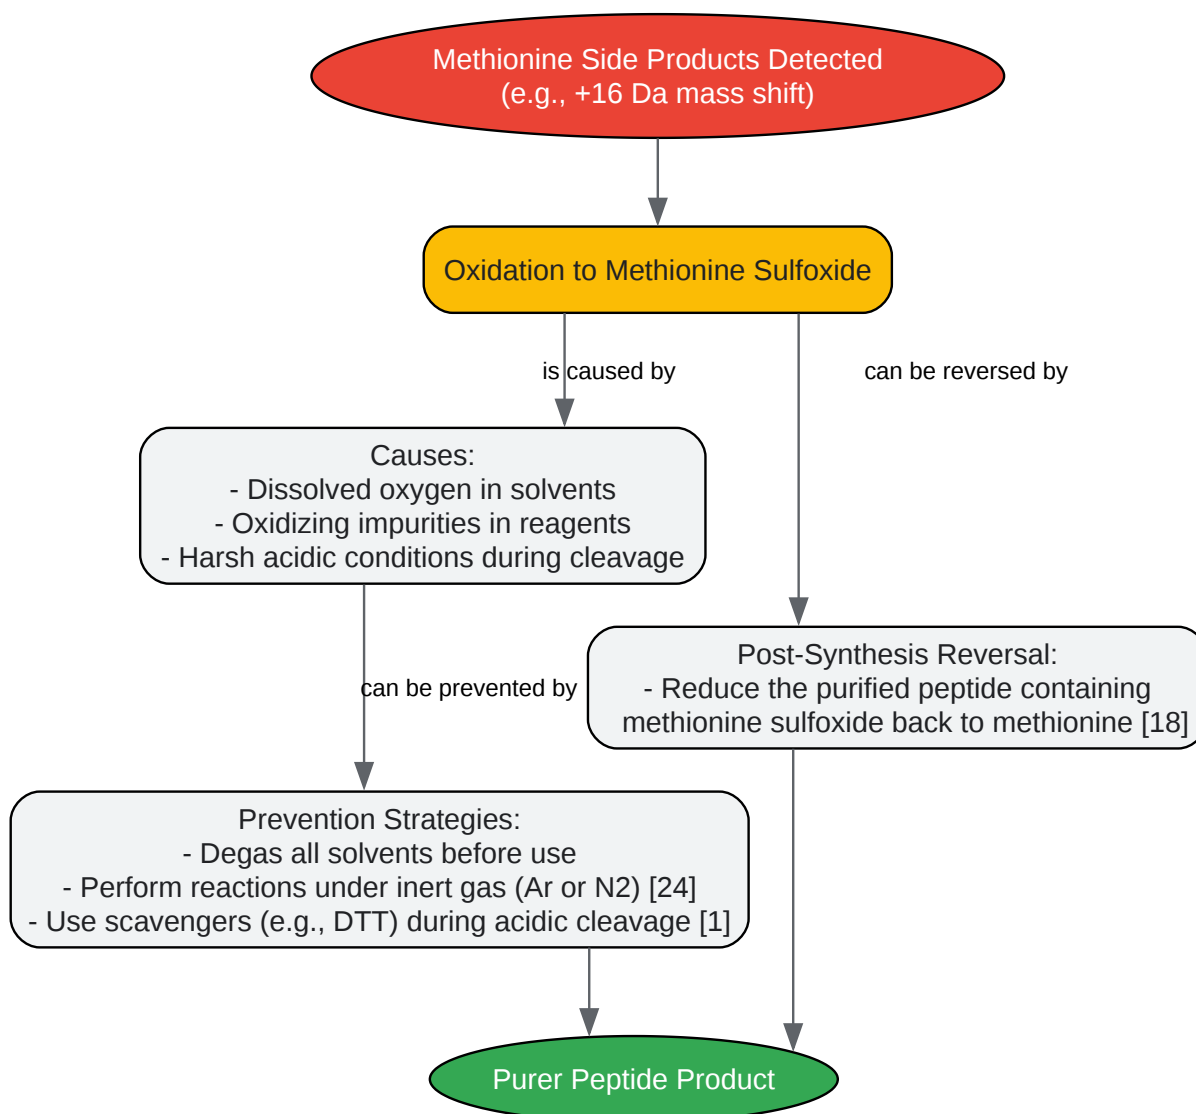 Methionine Side Products Detected
(e.g., +16 Da mass shift)
Oxidation to Methionine Sulfoxide
is caused by
can be reversed by
Causes:
- Dissolved oxygen in solvents
- Oxidizing impurities in reagents
- Harsh acidic conditions during cleavage
Post-Synthesis Reversal:
- Reduce the purified peptide containing
methionine sulfoxide back to methionine [18]
can be prevented by
Prevention Strategies:
- Degas all solvents before use
- Perform reactions under inert gas (Ar or N2) [24]
- Use scavengers (e.g., DTT) during acidic cleavage [1]
Purer Peptide Product